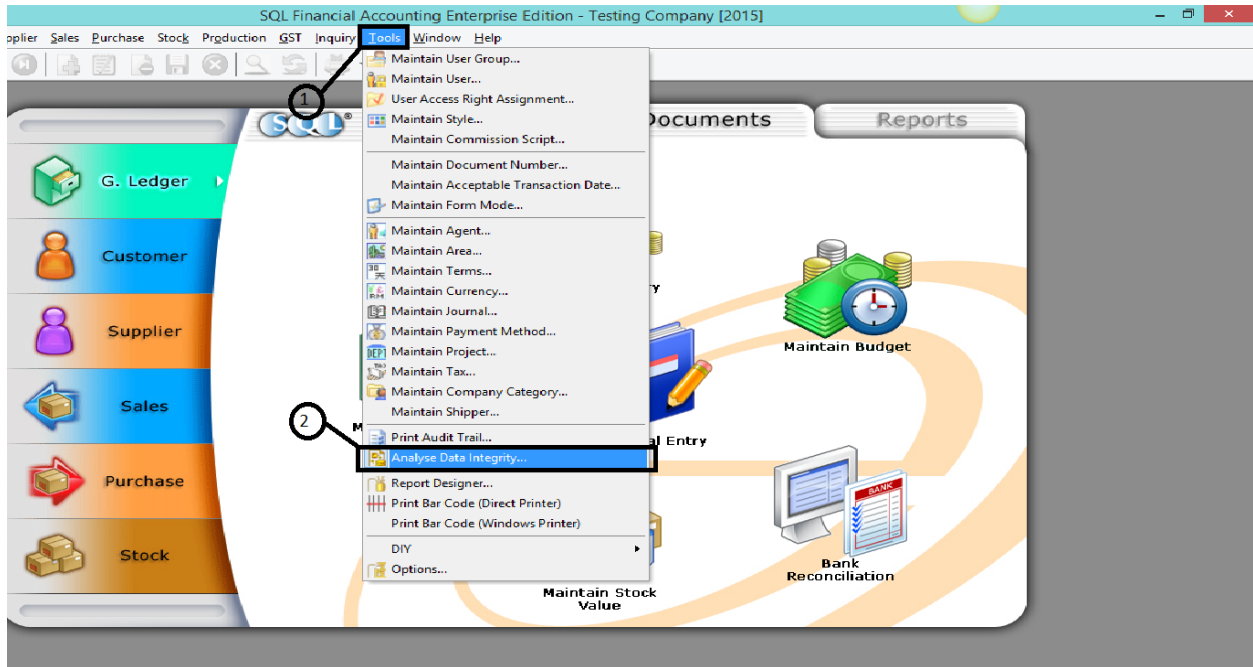 SQL Financial Accounting Enterprise Edition - Testing Company [2015]
pplier Sales Purchase Stock Production GST Inquiry Tools Window Help
1
SQL®
Documents
Reports
Maintain User Group...
Maintain User...
User Access Right Assignment...
Maintain Style...
Maintain Commission Script...
Maintain Document Number...
Maintain Acceptable Transaction Date...
Maintain Form Mode...
Maintain Agent...
Maintain Area...
Maintain Terms...
Maintain Currency...
Maintain Journal...
Maintain Payment Method...
Maintain Project...
Maintain Tax...
Maintain Company Category...
Maintain Shipper...
2
Print Audit Trail...
Analyse Data Integrity...
Report Designer...
Print Bar Code (Direct Printer)
Print Bar Code (Windows Printer)
DIY
Options...
G. Ledger
Customer
Supplier
Sales
Purchase
Stock
ry
Maintain Budget
M
al Entry
BANK
Bank
Reconciliation
Maintain Stock
Value